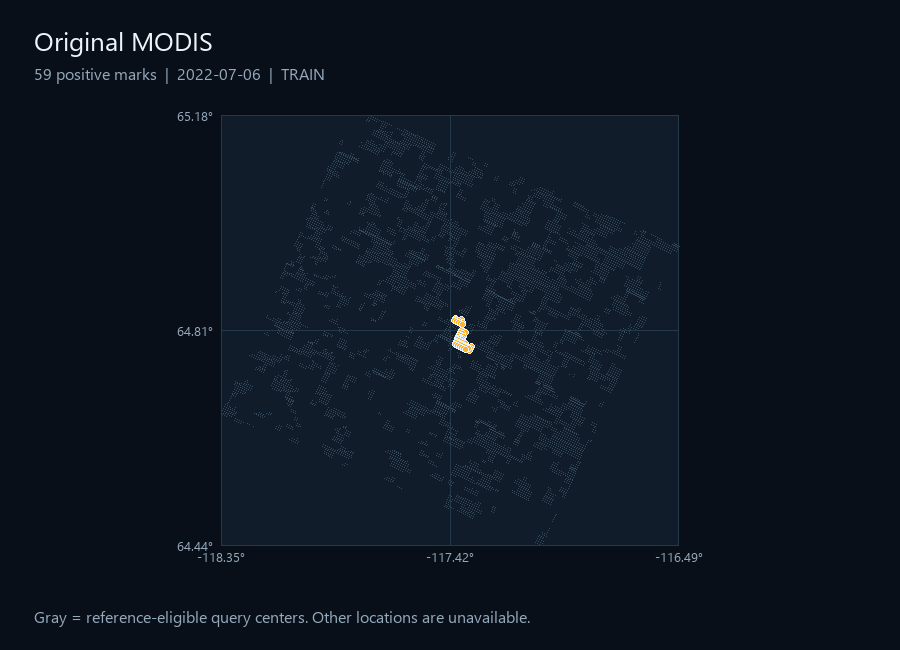 Original MODIS
59 positive marks | 2022-07-06 | TRAIN
65.18°
64.81°
64.44°
-118.35°
-117.42°
-116.49°
Gray = reference-eligible query centers. Other locations are unavailable.